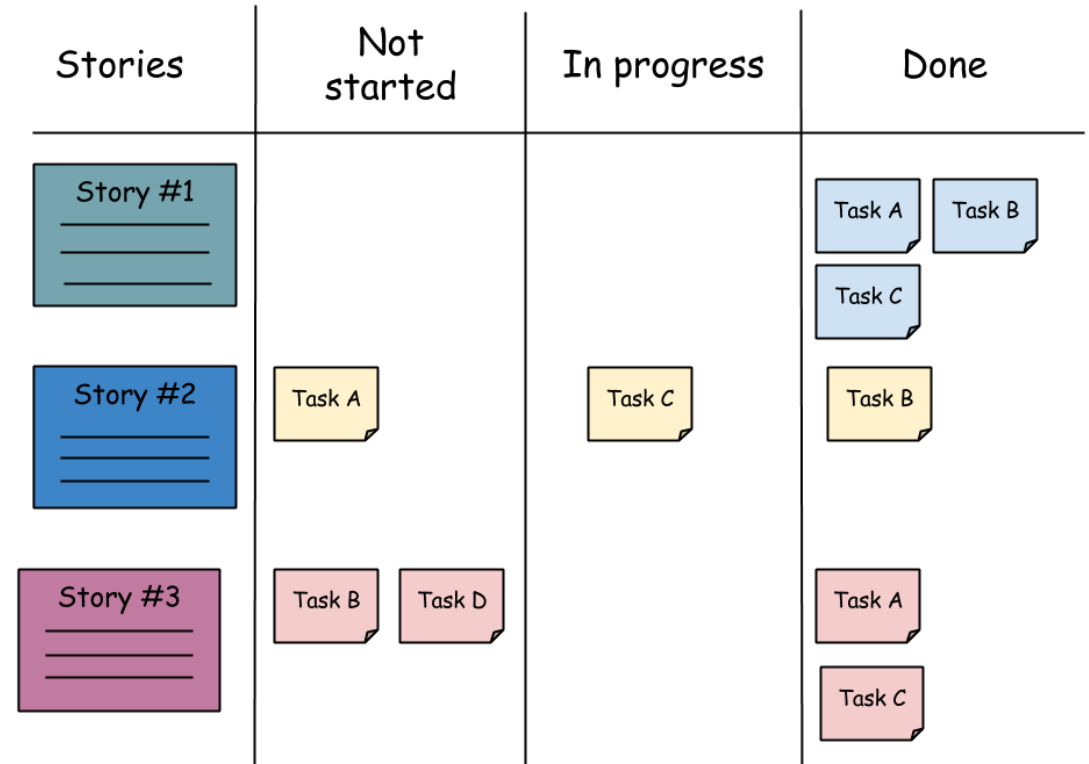 Stories
Not
started
In progress
Done
Story #1
Task A
Task B
Task C
Story #2
Task A
Task C
Task B
Story #3
Task B
Task D
Task A
Task C